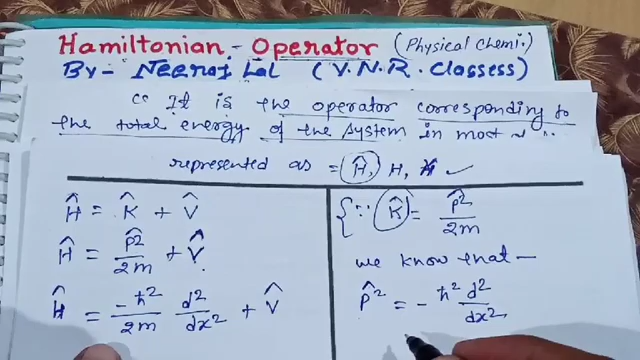 Hamiltonian - Operator (Physical Chemi.)
By - Neeraj Lal (V.N.R. Classess)
" It is the operator corresponding to
the total energy of the system in most
represented as = Ĥ, H,
Ĥ = K̂ + V̂
Ĥ = p̂²/2m + V̂
Ĥ = -ħ²/2m d²/dx² + V̂
{∵ K̂ = p̂²/2m
we know that —
p̂² = -ħ² d²/dx²